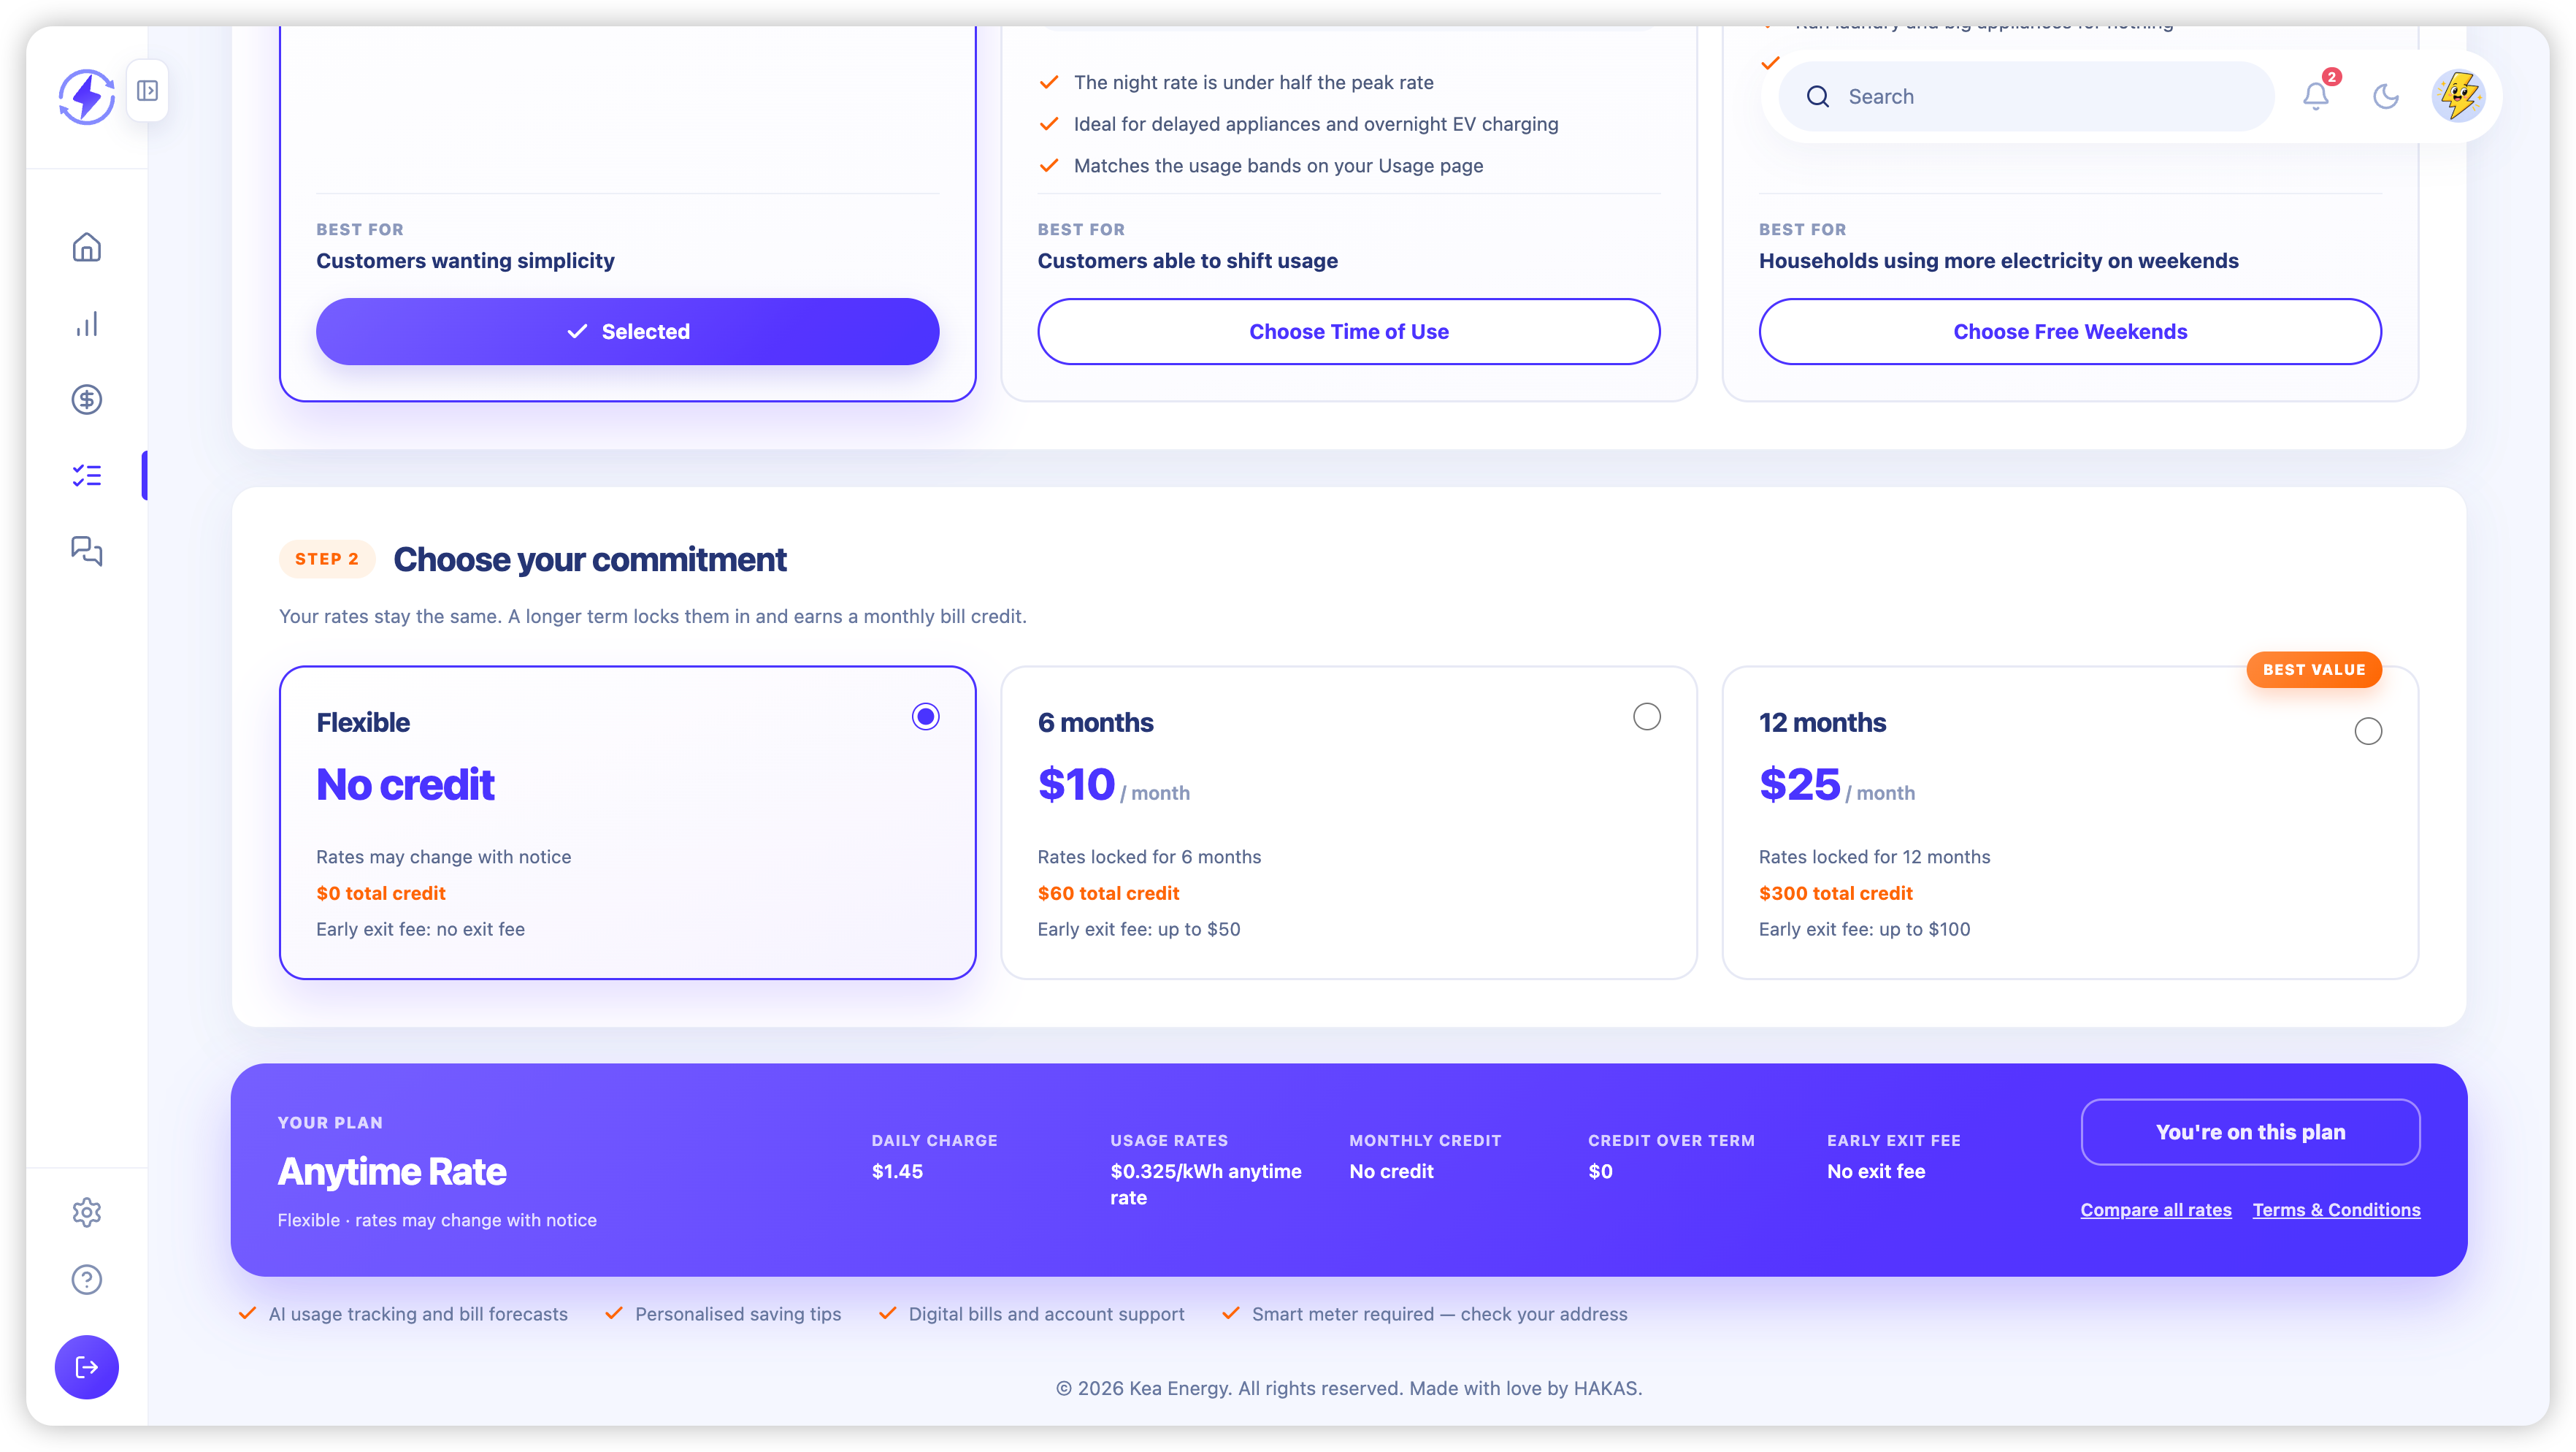 Run laundry and big appliances for nothing
Search
2
The night rate is under half the peak rate
Ideal for delayed appliances and overnight EV charging
Matches the usage bands on your Usage page
BEST FOR
Customers wanting simplicity
Selected
BEST FOR
Customers able to shift usage
Choose Time of Use
BEST FOR
Households using more electricity on weekends
Choose Free Weekends
STEP 2
Choose your commitment
Your rates stay the same. A longer term locks them in and earns a monthly bill credit.
Flexible
No credit
Rates may change with notice
$0 total credit
Early exit fee: no exit fee
6 months
$10 / month
Rates locked for 6 months
$60 total credit
Early exit fee: up to $50
BEST VALUE
12 months
$25 / month
Rates locked for 12 months
$300 total credit
Early exit fee: up to $100
YOUR PLAN
Anytime Rate
Flexible · rates may change with notice
DAILY CHARGE
$1.45
USAGE RATES
$0.325/kWh anytime
rate
MONTHLY CREDIT
No credit
CREDIT OVER TERM
$0
EARLY EXIT FEE
No exit fee
You're on this plan
Compare all rates
Terms & Conditions
AI usage tracking and bill forecasts
Personalised saving tips
Digital bills and account support
Smart meter required — check your address
© 2026 Kea Energy. All rights reserved. Made with love by HAKAS.